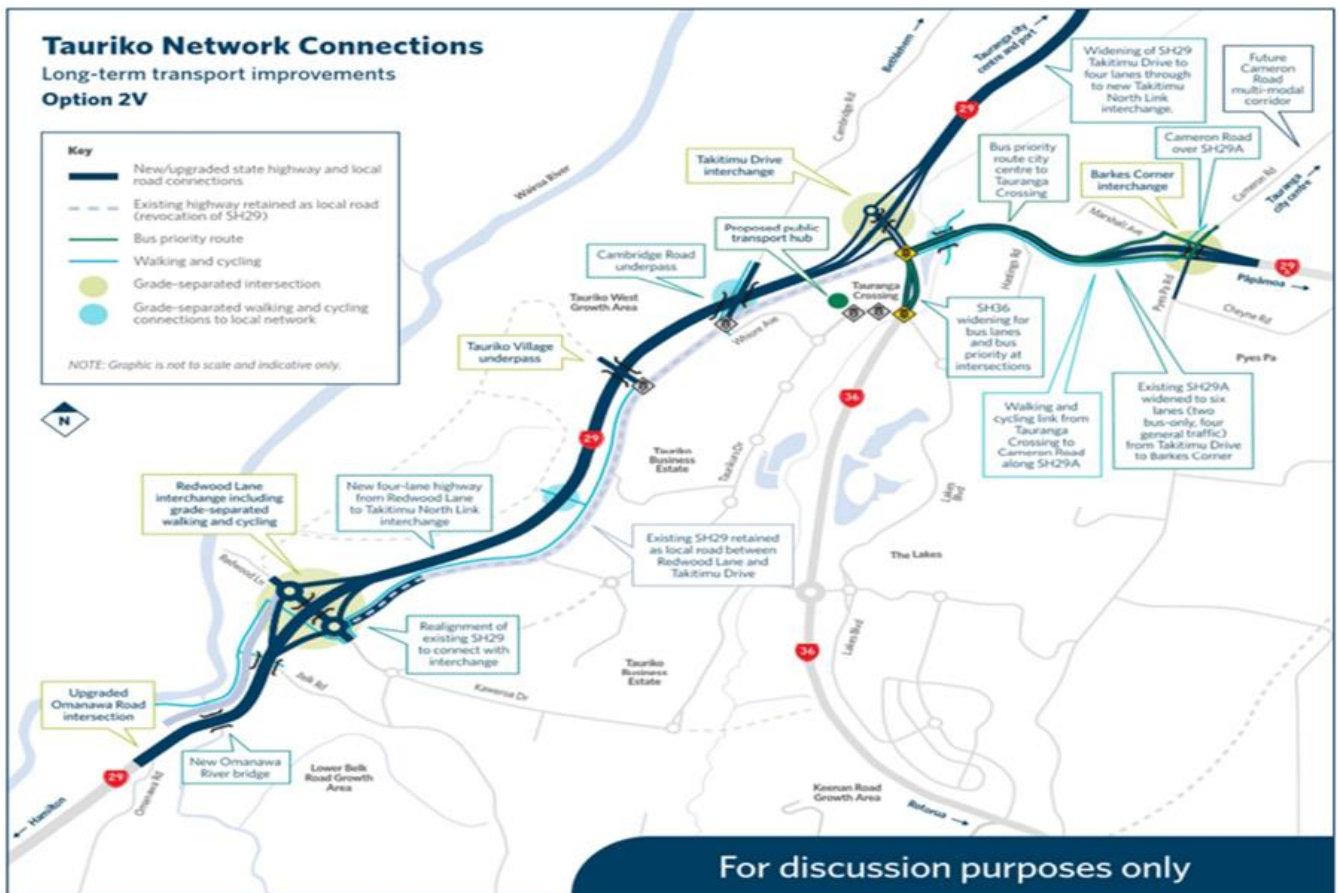 Tauriko Network Connections
Long-term transport improvements
Option 2V
Key
New/upgraded state highway and local
road connections
Existing highway retained as local road
(revocation of SH29)
Bus priority route
Walking and cycling
Grade-separated intersection
Grade-separated walking and cycling
connections to local network
NOTE: Graphic is not to scale and indicative only.
N
Wairoa River
Bethlehem
Cambridge Rd
Tauranga city
centre and port
29
Widening of SH29
Takitimu Drive to
four lanes through
to new Takitimu
North Link
interchange.
Future
Cameron
Road
multi-modal
corridor
Takitimu Drive
interchange
Bus priority
route city
centre to
Tauranga
Crossing
Cameron Road
over SH29A
Barkes Corner
interchange
Cameron Rd
Tauranga
city centre
Marshall Ave
29
Pāpāmoa
Proposed public
transport hub
Cambridge Road
underpass
Tauriko West
Growth Area
Tauranga
Crossing
Hastings Rd
Pyes Pa Rd
Cheyne Rd
Pyes Pa
Whiore Ave
SH36
widening for
bus lanes
and bus
priority at
intersections
Tauriko Village
underpass
36
Walking and
cycling link from
Tauranga
Crossing to
Cameron Road
along SH29A
Existing SH29A
widened to six
lanes (two
bus-only, four
general traffic)
from Takitimu Drive
to Barkes Corner
29
Tauriko
Business
Estate
Taurikura Dr
Lakes
Blvd
Redwood Lane
interchange including
grade-separated
walking and cycling
New four-lane highway
from Redwood Lane
to Takitimu North Link
interchange
Existing SH29 retained
as local road between
Redwood Lane and
Takitimu Drive
The Lakes
Redwood Ln
Realignment of
existing SH29
to connect with
interchange
36
Lakes Blvd
Tauriko
Business
Estate
Belk Rd
Kaweroa Dr
Upgraded
Omanawa Road
intersection
New Omanawa
River bridge
29
Omanawa Rd
Hamilton
Lower Belk
Road Growth
Area
Keenan Road
Growth Area
Rotorua
For discussion purposes only